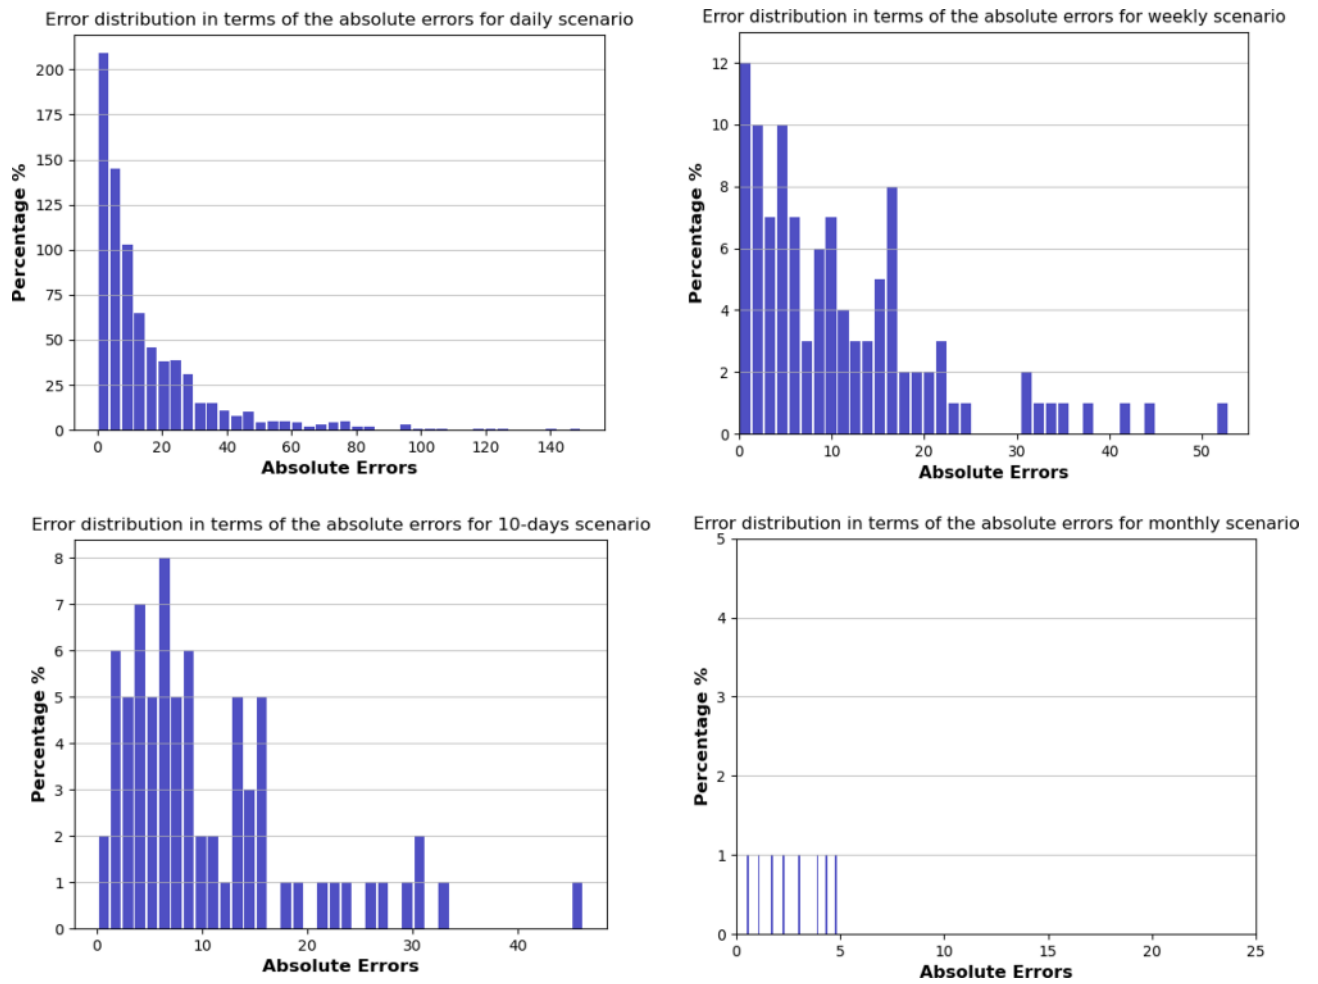 Error distribution in terms of the absolute errors for daily scenario
200
175
150
125
100
75
50
25
0
Percentage %
0 20 40 60 80 100 120 140
Absolute Errors
Error distribution in terms of the absolute errors for weekly scenario
12
10
8
6
4
2
0
Percentage %
0 10 20 30 40 50
Absolute Errors
Error distribution in terms of the absolute errors for 10-days scenario
8
7
6
5
4
3
2
1
0
Percentage %
0 10 20 30 40
Absolute Errors
Error distribution in terms of the absolute errors for monthly scenario
5
4
3
2
1
0
Percentage %
0 5 10 15 20 25
Absolute Errors